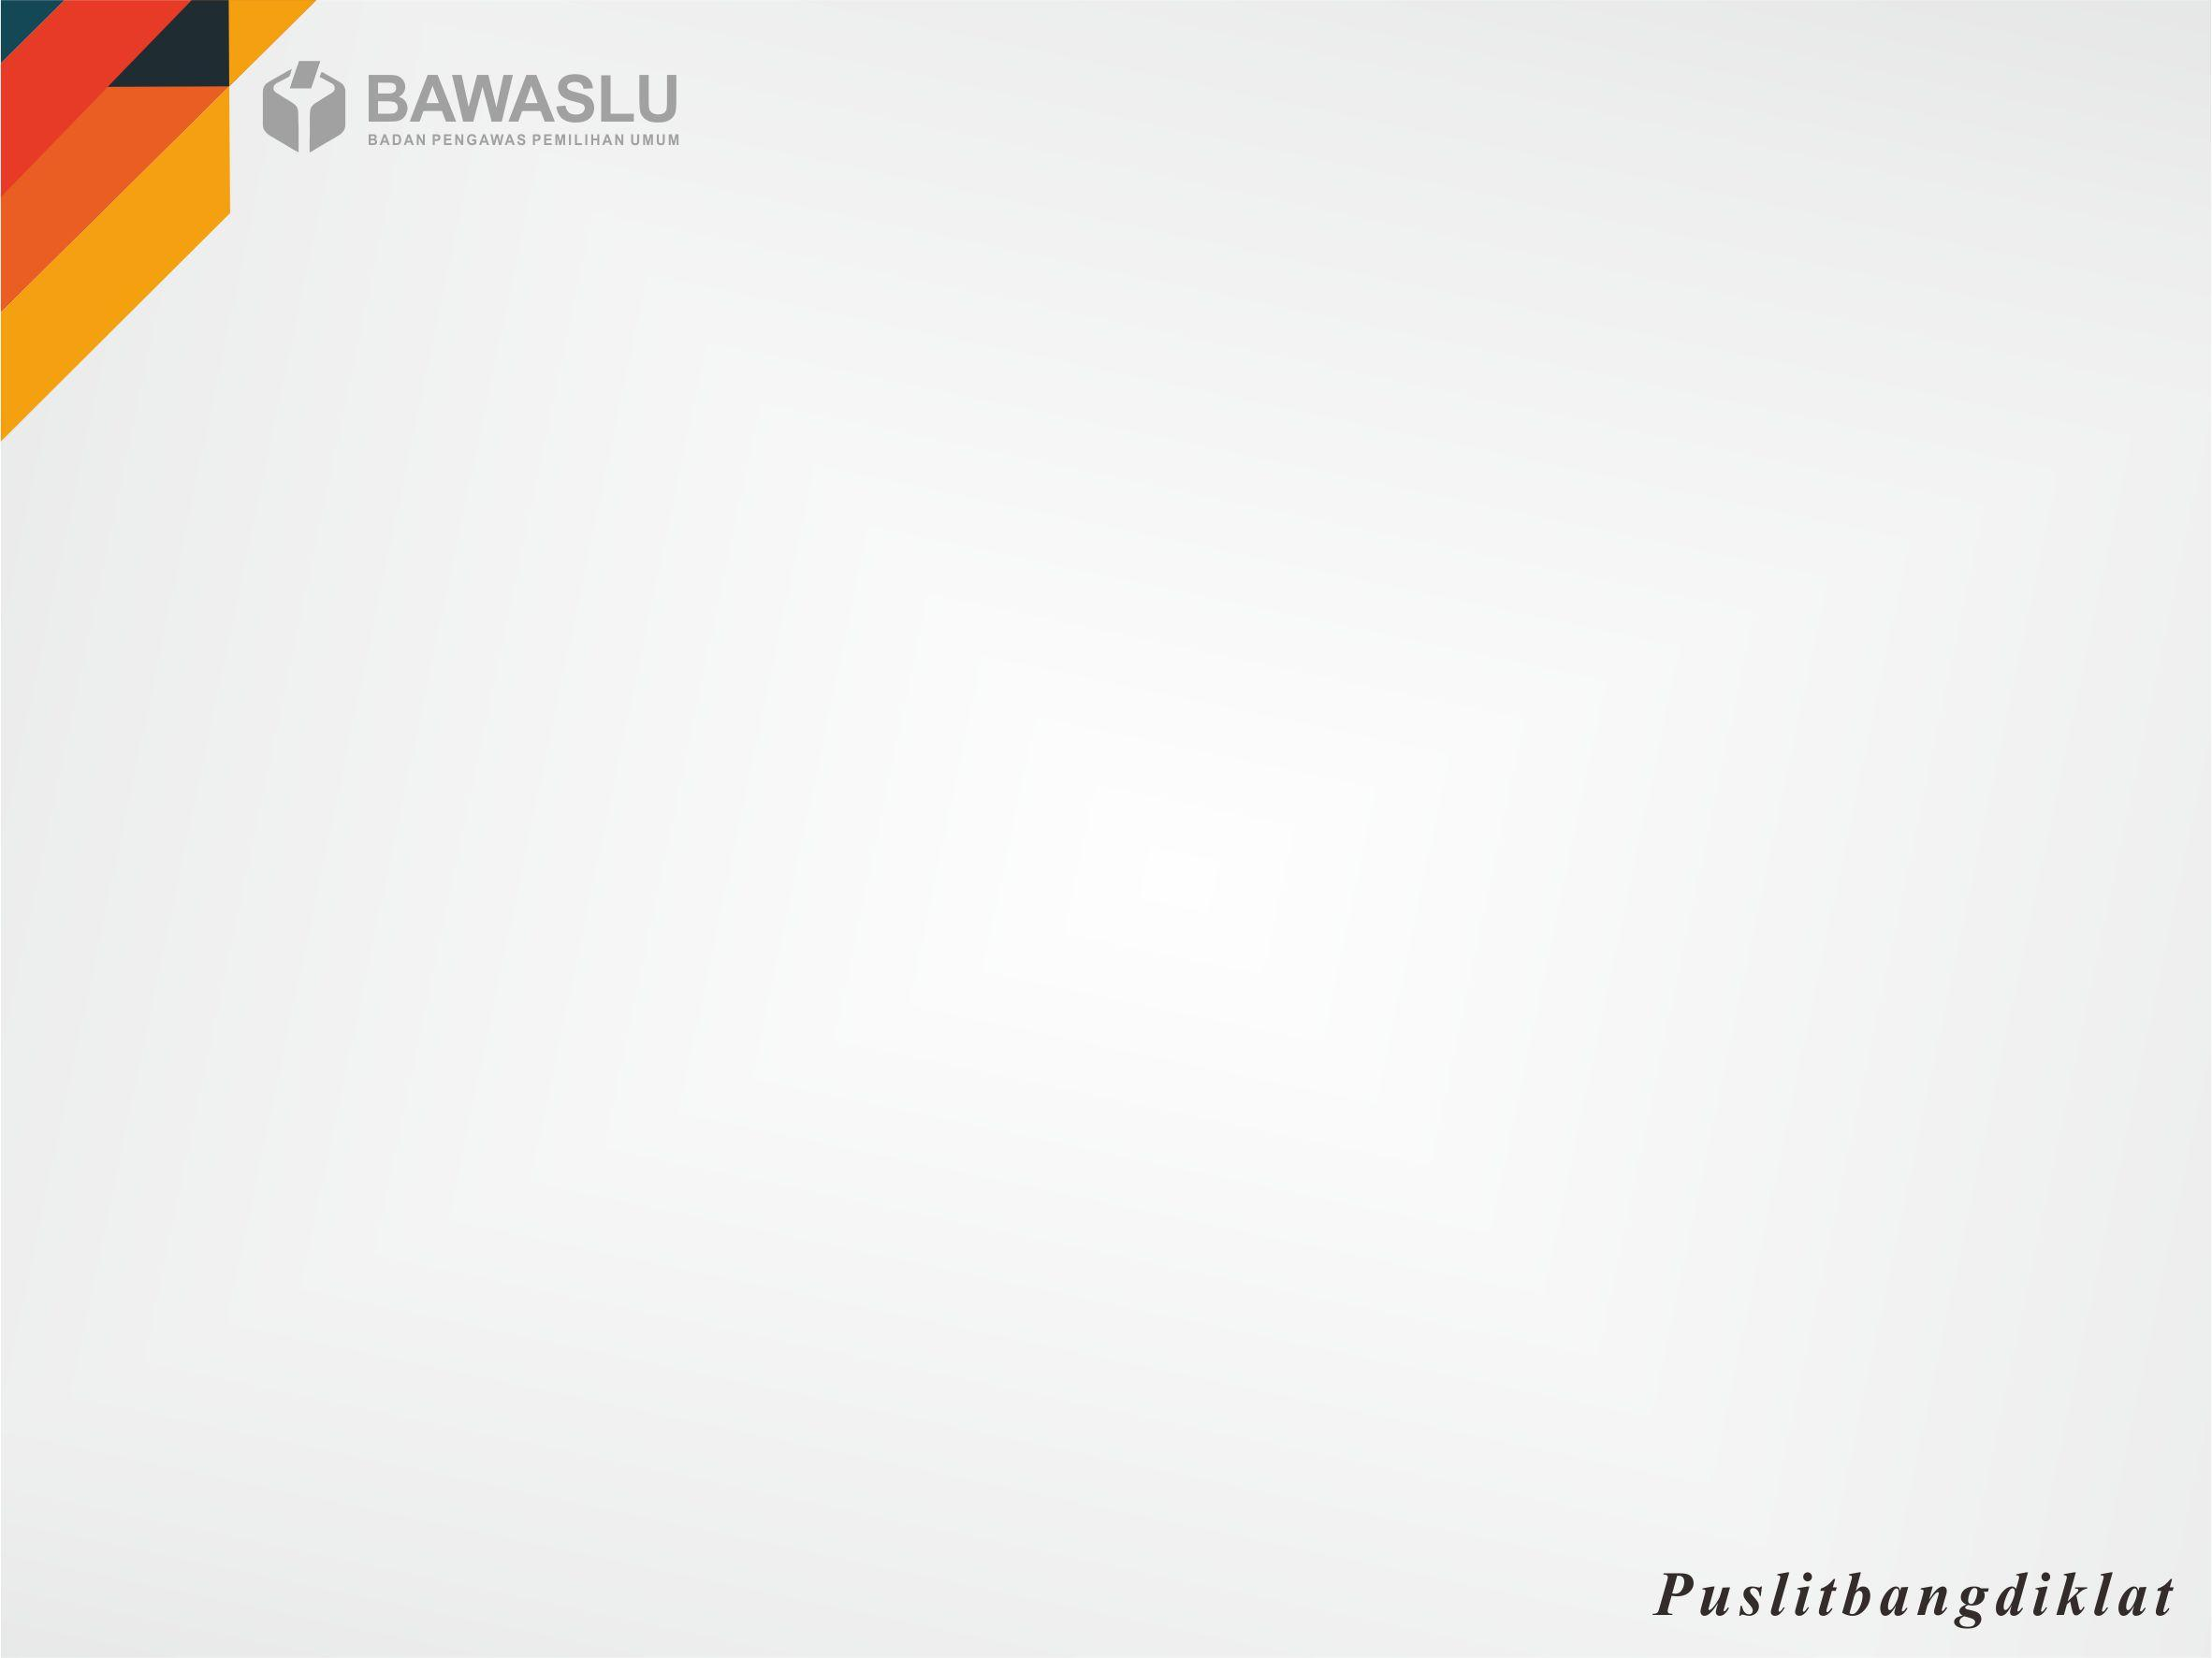 BAWASLU
BADAN PENGAWAS PEMILIHAN UMUM
Puslitbangdiklat